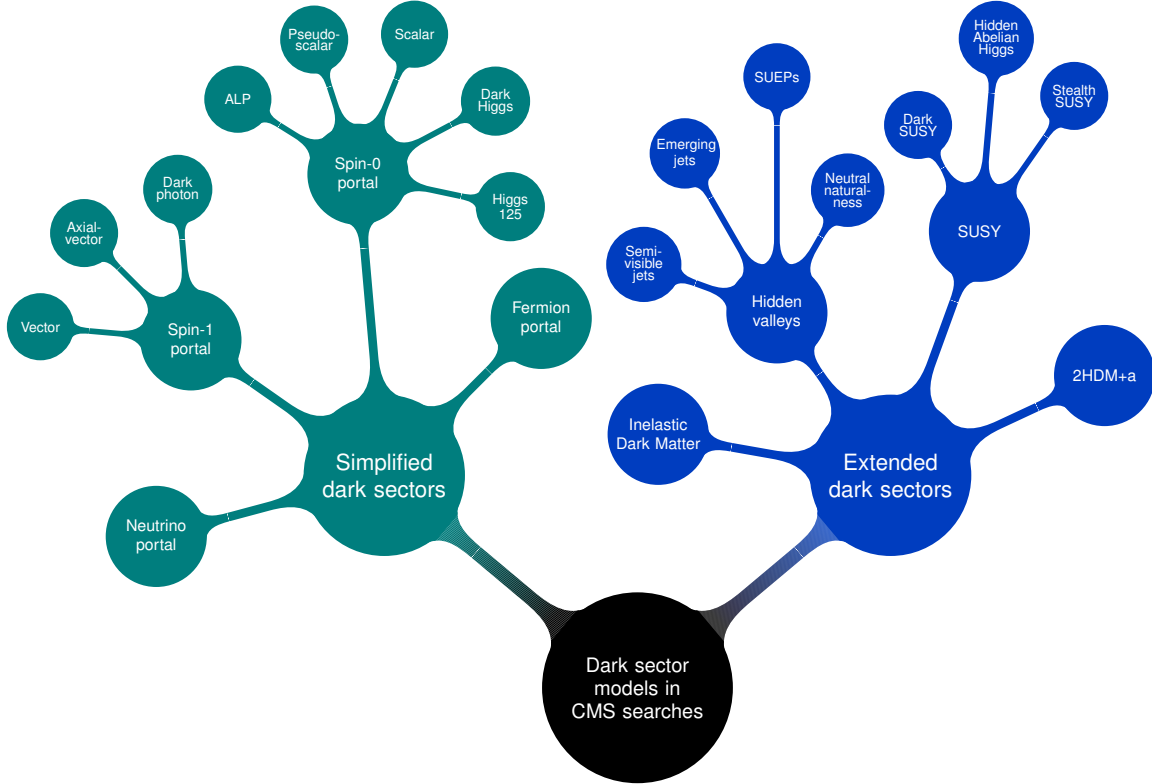 Pseudo-
scalar
Scalar
ALP
Dark
Higgs
Spin-0
portal
Higgs
125
Dark
photon
Axial-
vector
Vector
Spin-1
portal
Fermion
portal
Simplified
dark sectors
Neutrino
portal
Hidden
Abelian
Higgs
SUEPs
Stealth
SUSY
Dark
SUSY
Emerging
jets
Neutral
natural-
ness
SUSY
Semi-
visible
jets
Hidden
valleys
2HDM+a
Inelastic
Dark Matter
Extended
dark sectors
Dark sector
models in
CMS searches